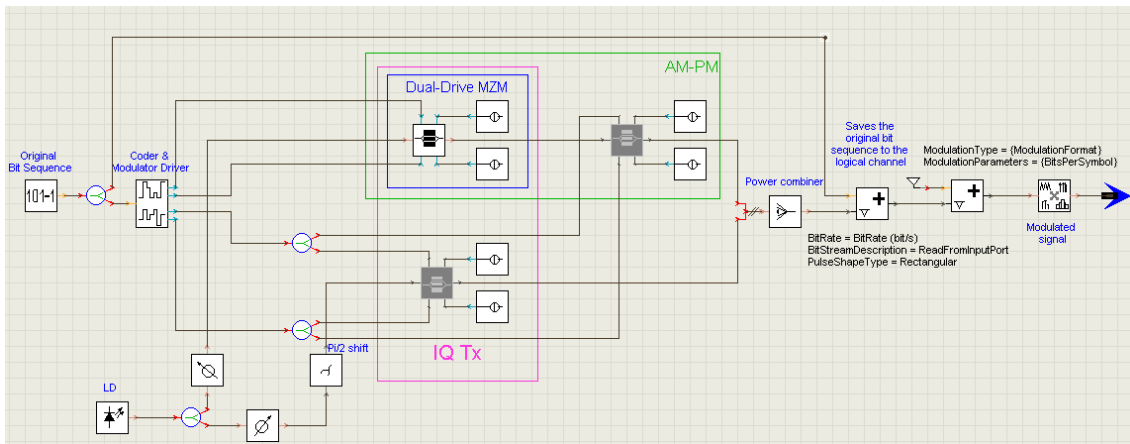 AM-PM
Dual-Drive MZM
Original
Bit Sequence
Coder &
Modulator Driver
101-1
Saves the
original bit
sequence to the
logical channel
ModulationType = {ModulationFormat}
ModulationParameters = {BitsPerSymbol}
Power combiner
BitRate = BitRate (bit/s)
BitStreamDescription = ReadFromInputPort
PulseShapeType = Rectangular
Modulated
signal
IQ Tx
Pi/2 shift
LD